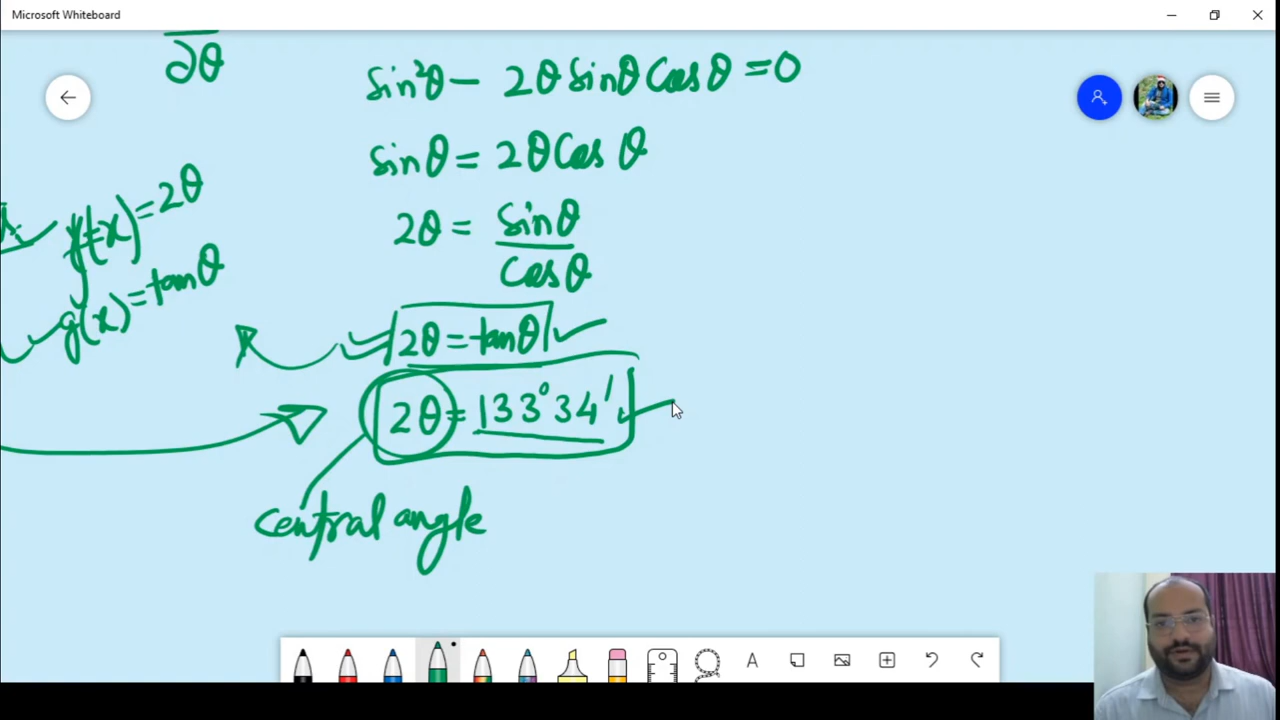 Microsoft Whiteboard
∂θ
sin²θ - 2θ sinθ Cosθ = 0
sinθ = 2θ Cos θ
f(x) = 2θ
2θ = sinθ / Cosθ
g(x) = tanθ
2θ = tanθ
2θ = 133° 34'
central angle
A